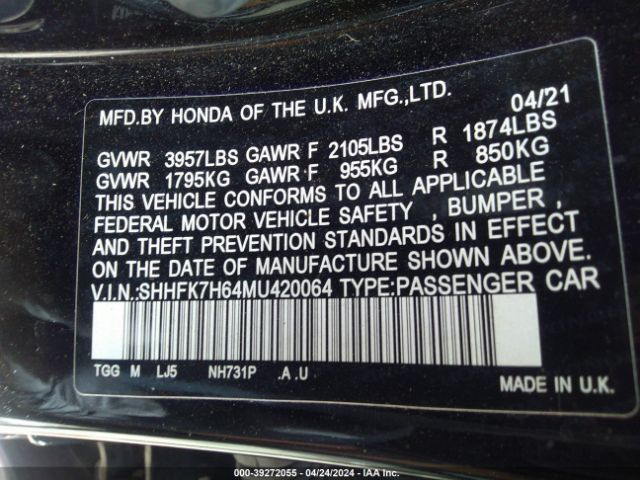 MFD.BY HONDA OF THE U.K. MFG.,LTD. 04/21
GVWR 3957LBS GAWR F 2105LBS R 1874LBS
GVWR 1795KG GAWR F 955KG R 850KG
THIS VEHICLE CONFORMS TO ALL APPLICABLE
FEDERAL MOTOR VEHICLE SAFETY , BUMPER ,
AND THEFT PREVENTION STANDARDS IN EFFECT
ON THE DATE OF MANUFACTURE SHOWN ABOVE.
V.I.N.:SHHFK7H64MU420064 TYPE:PASSENGER CAR
TGG M LJ5 NH731P .A .U
MADE IN U.K.
000-39272055 - 04/24/2024 - IAA Inc.